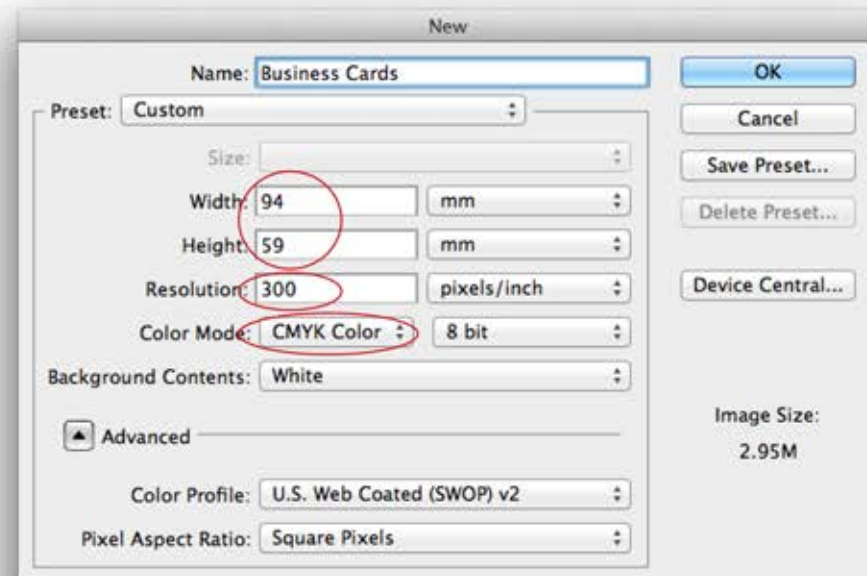 New
Name: Business Cards
OK
Preset: Custom
Cancel
Size:
Save Preset...
Width: 94 mm
Delete Preset...
Height: 59 mm
Resolution: 300 pixels/inch
Device Central...
Color Mode: CMYK Color 8 bit
Background Contents: White
Image Size:
2.95M
Advanced
Color Profile: U.S. Web Coated (SWOP) v2
Pixel Aspect Ratio: Square Pixels